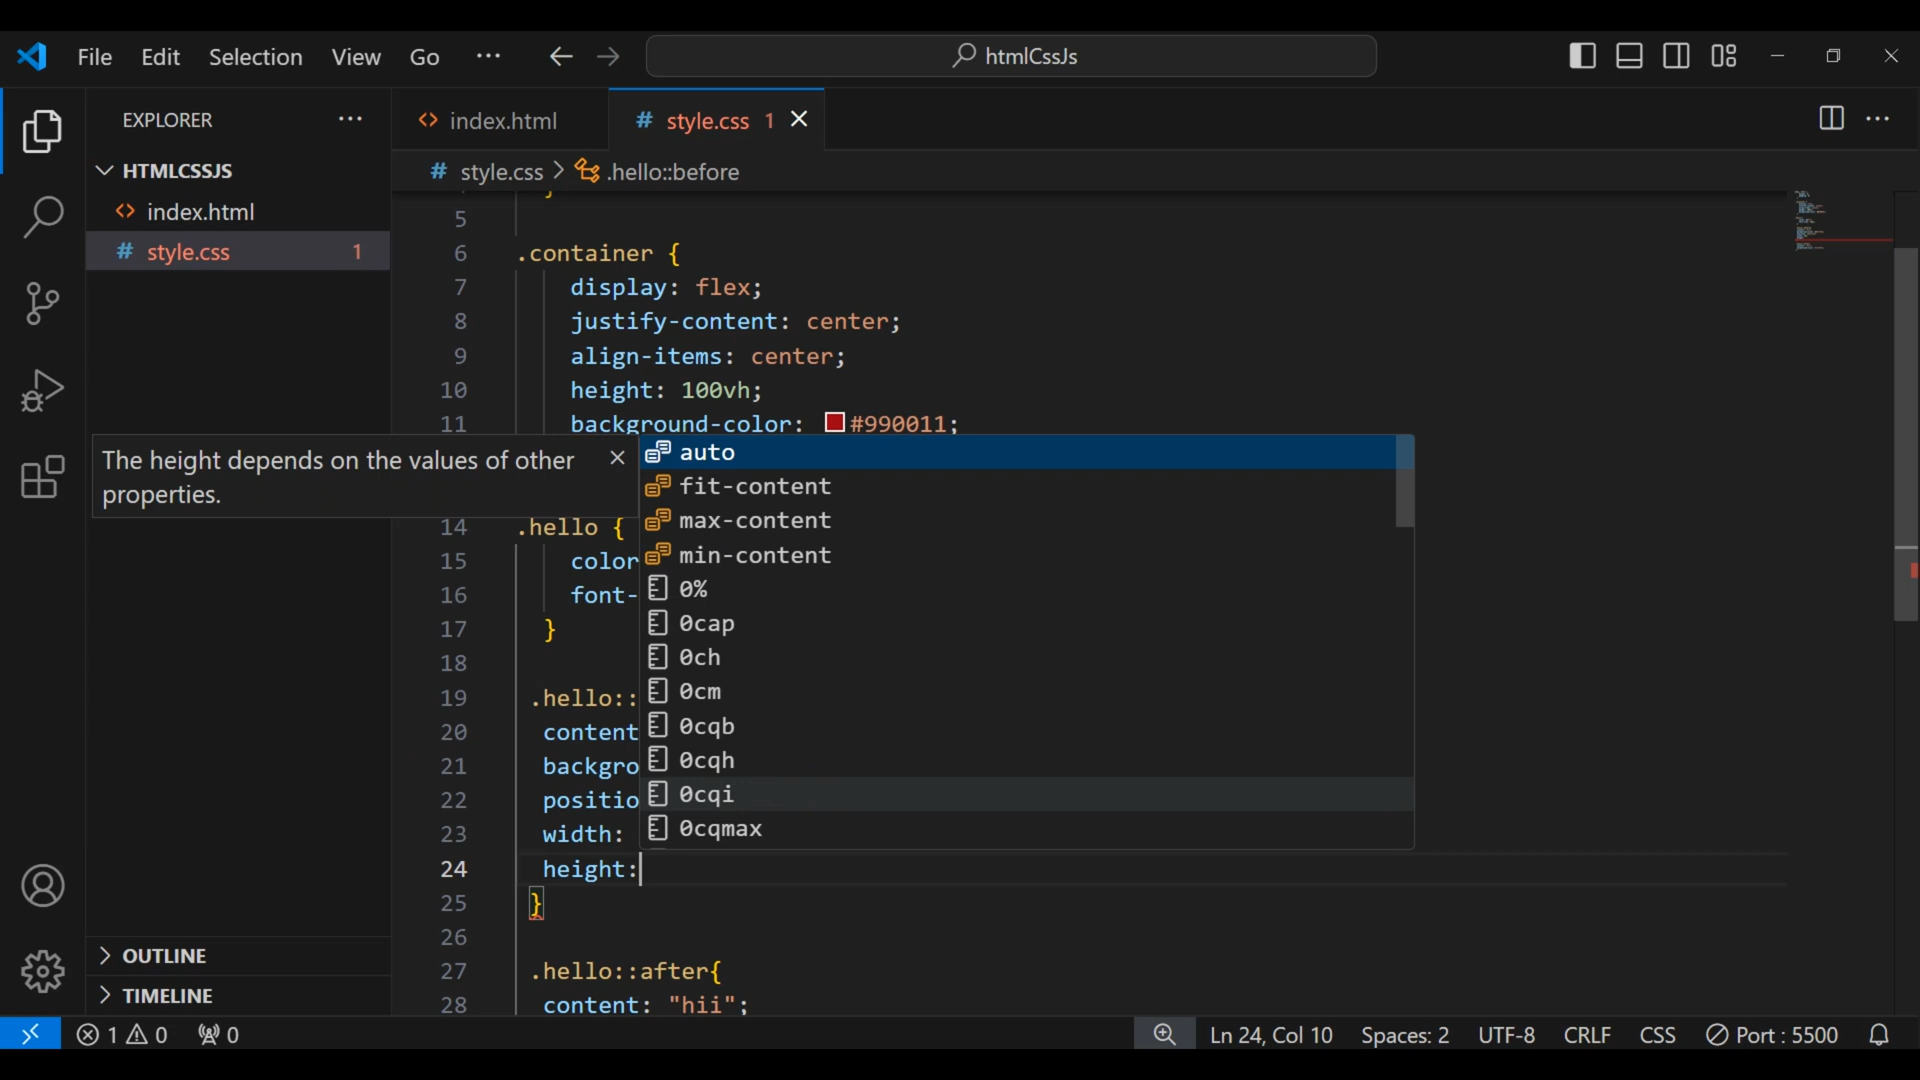 File Edit Selection View Go ··· htmlCssJs
EXPLORER ···
HTMLCSSJS
<> index.html
# style.css 1
OUTLINE
TIMELINE
<> index.html # style.css 1
# style.css > .hello::before
}
5
6 .container {
7 display: flex;
8 justify-content: center;
9 align-items: center;
10 height: 100vh;
11 background-color: #990011;
The height depends on the values of other
properties.
auto
fit-content
max-content
min-content
0%
0cap
0ch
0cm
0cqb
0cqh
0cqi
0cqmax
14 .hello {
15 color
16 font-
17 }
18
19 .hello::
20 content
21 backgro
22 positio
23 width:
24 height:
25 }
26
27 .hello::after{
28 content: "hii";
1 0 0 Ln 24, Col 10 Spaces: 2 UTF-8 CRLF CSS Port : 5500